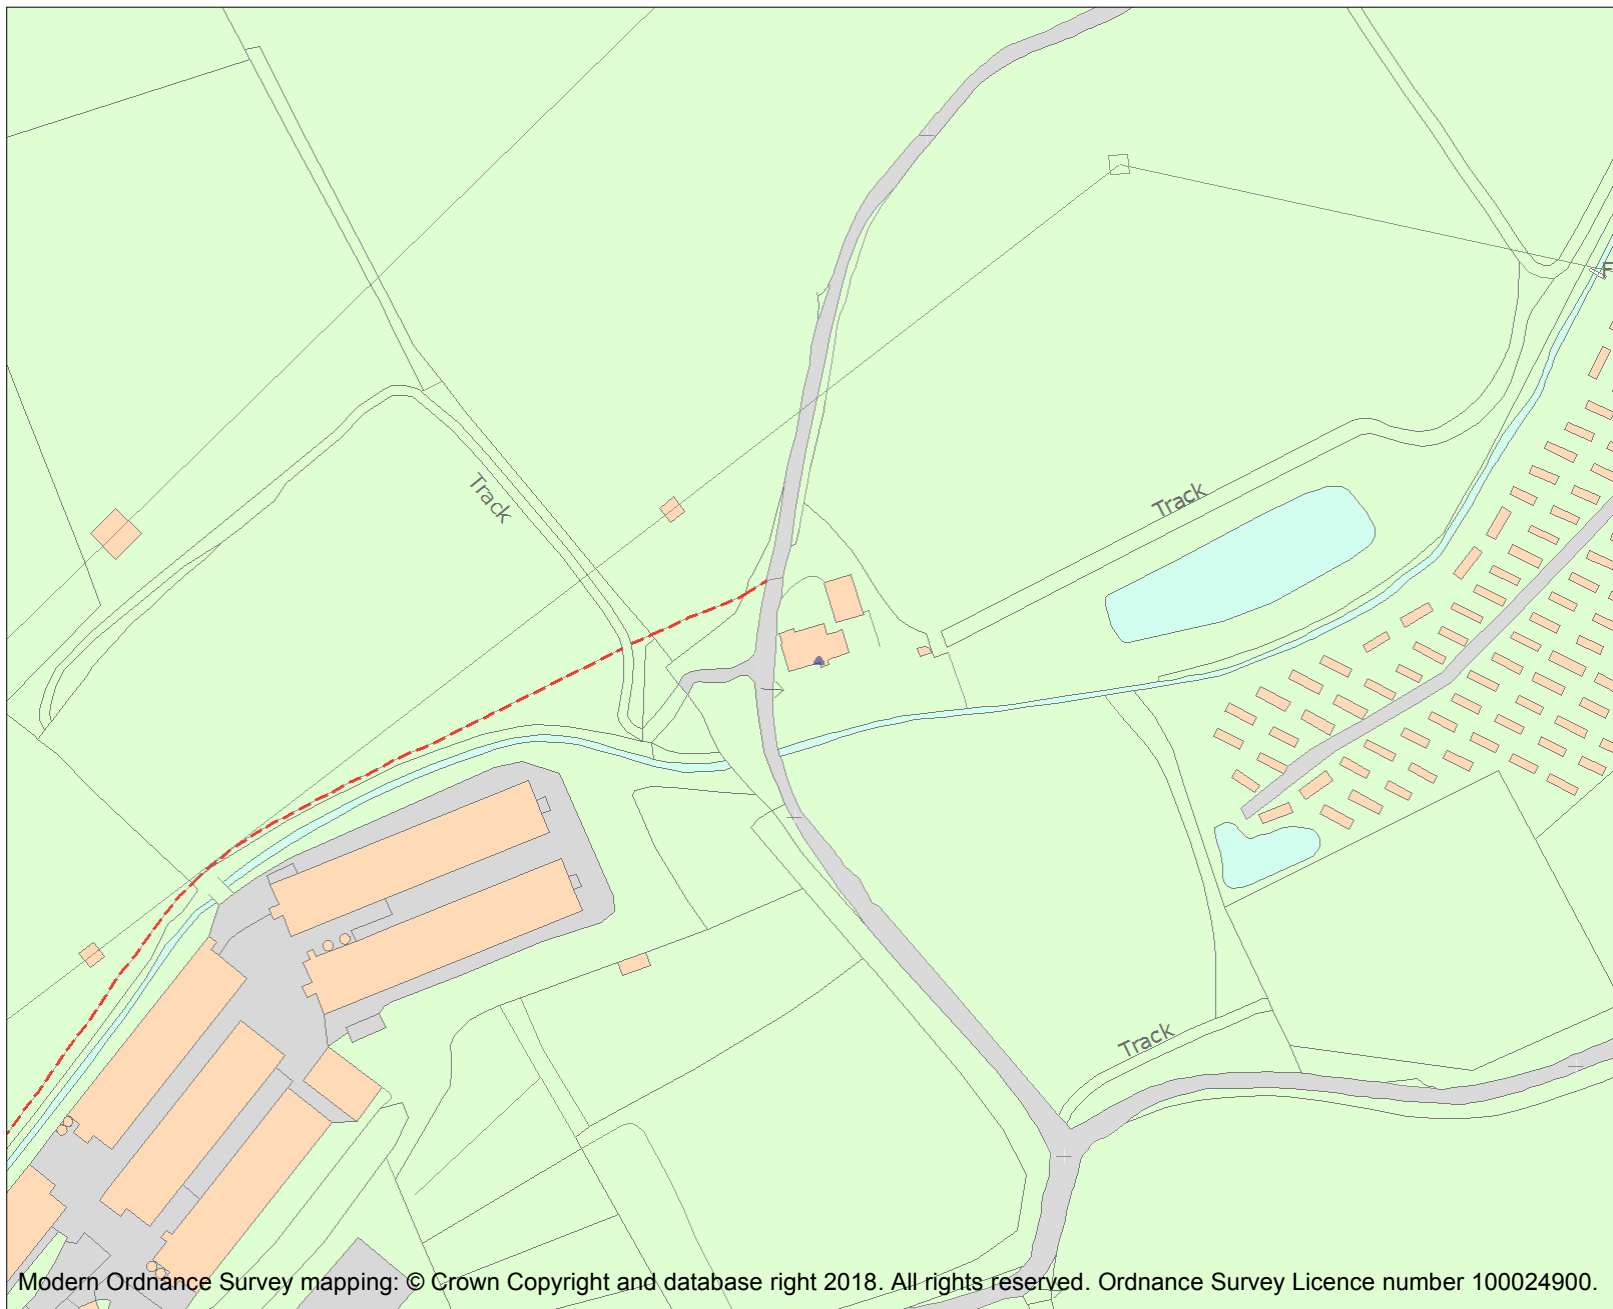 F
Track
Track
Track
Modern Ordnance Survey mapping: © Crown Copyright and database right 2018. All rights reserved. Ordnance Survey Licence number 100024900.